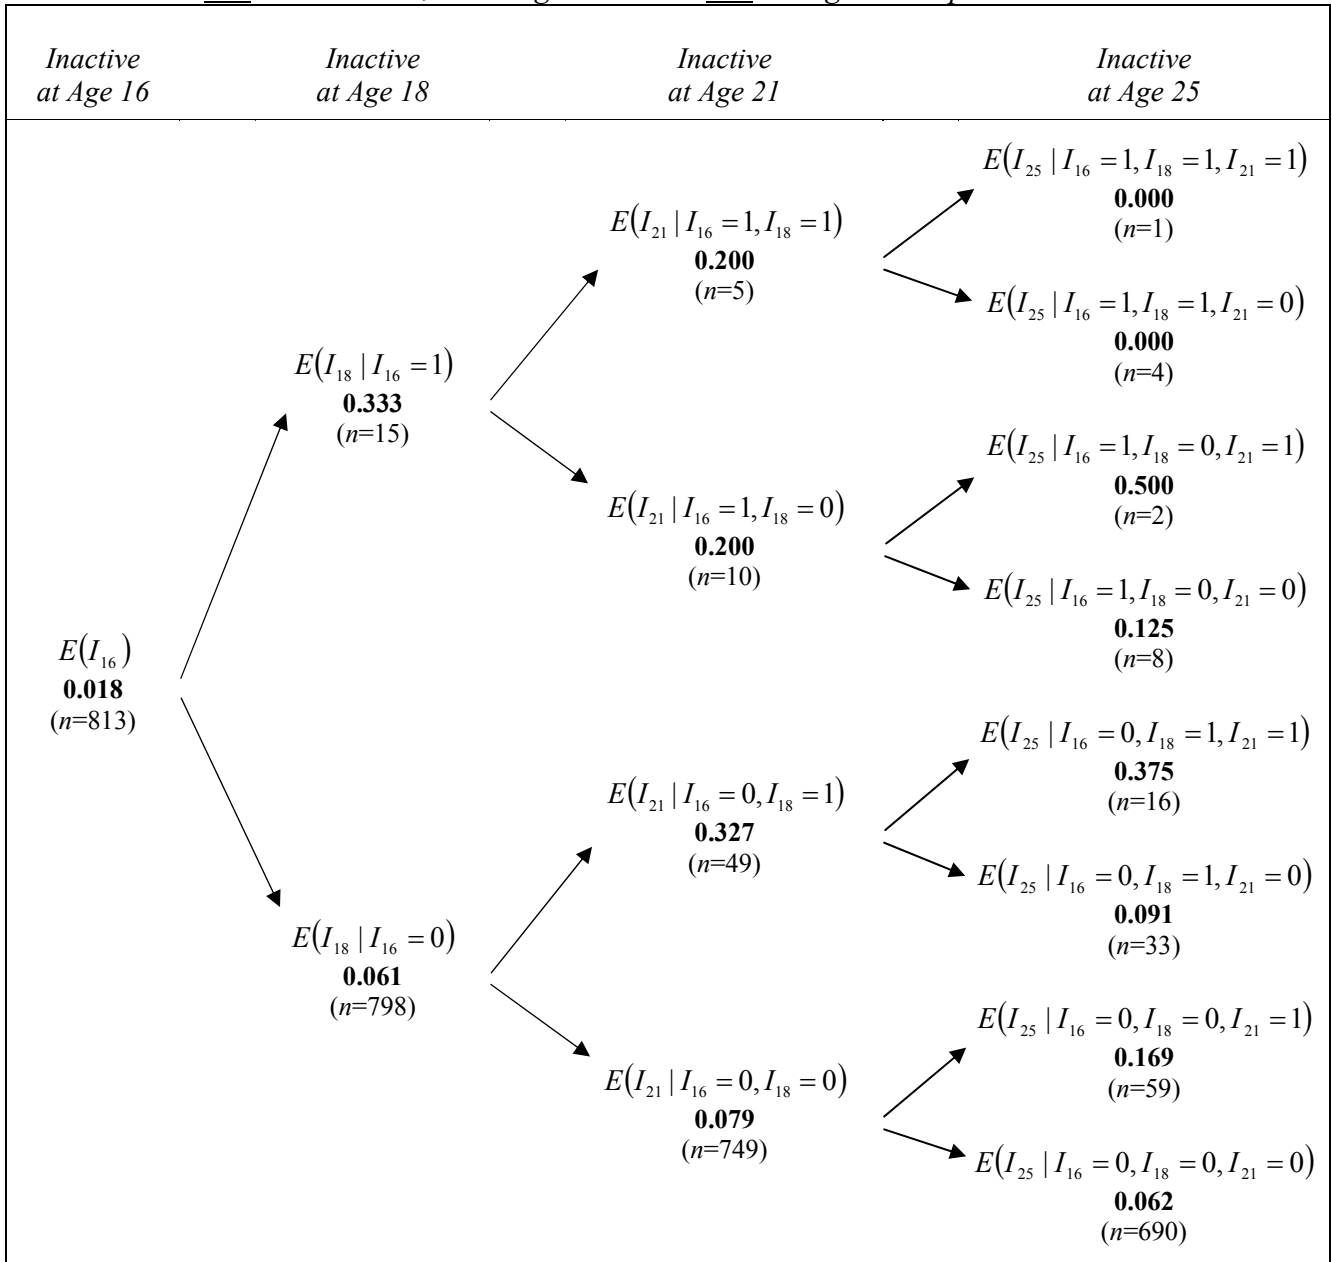 Inactive at Age 16
Inactive at Age 18
Inactive at Age 21
Inactive at Age 25
E(I₂₅ | I₁₆ = 1, I₁₈ = 1, I₂₁ = 1)
0.000
(n=1)
E(I₂₁ | I₁₆ = 1, I₁₈ = 1)
0.200
(n=5)
E(I₂₅ | I₁₆ = 1, I₁₈ = 1, I₂₁ = 0)
0.000
(n=4)
E(I₁₈ | I₁₆ = 1)
0.333
(n=15)
E(I₂₅ | I₁₆ = 1, I₁₈ = 0, I₂₁ = 1)
0.500
(n=2)
E(I₂₁ | I₁₆ = 1, I₁₈ = 0)
0.200
(n=10)
E(I₂₅ | I₁₆ = 1, I₁₈ = 0, I₂₁ = 0)
0.125
(n=8)
E(I₁₆)
0.018
(n=813)
E(I₂₅ | I₁₆ = 0, I₁₈ = 1, I₂₁ = 1)
0.375
(n=16)
E(I₂₁ | I₁₆ = 0, I₁₈ = 1)
0.327
(n=49)
E(I₂₅ | I₁₆ = 0, I₁₈ = 1, I₂₁ = 0)
0.091
(n=33)
E(I₁₈ | I₁₆ = 0)
0.061
(n=798)
E(I₂₅ | I₁₆ = 0, I₁₈ = 0, I₂₁ = 1)
0.169
(n=59)
E(I₂₁ | I₁₆ = 0, I₁₈ = 0)
0.079
(n=749)
E(I₂₅ | I₁₆ = 0, I₁₈ = 0, I₂₁ = 0)
0.062
(n=690)